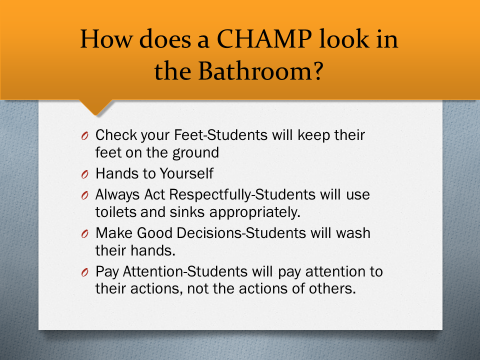 How does a CHAMP look in
the Bathroom?
Check your Feet-Students will keep their
feet on the ground
Hands to Yourself
Always Act Respectfully-Students will use
toilets and sinks appropriately.
Make Good Decisions-Students will wash
their hands.
Pay Attention-Students will pay attention to
their actions, not the actions of others.